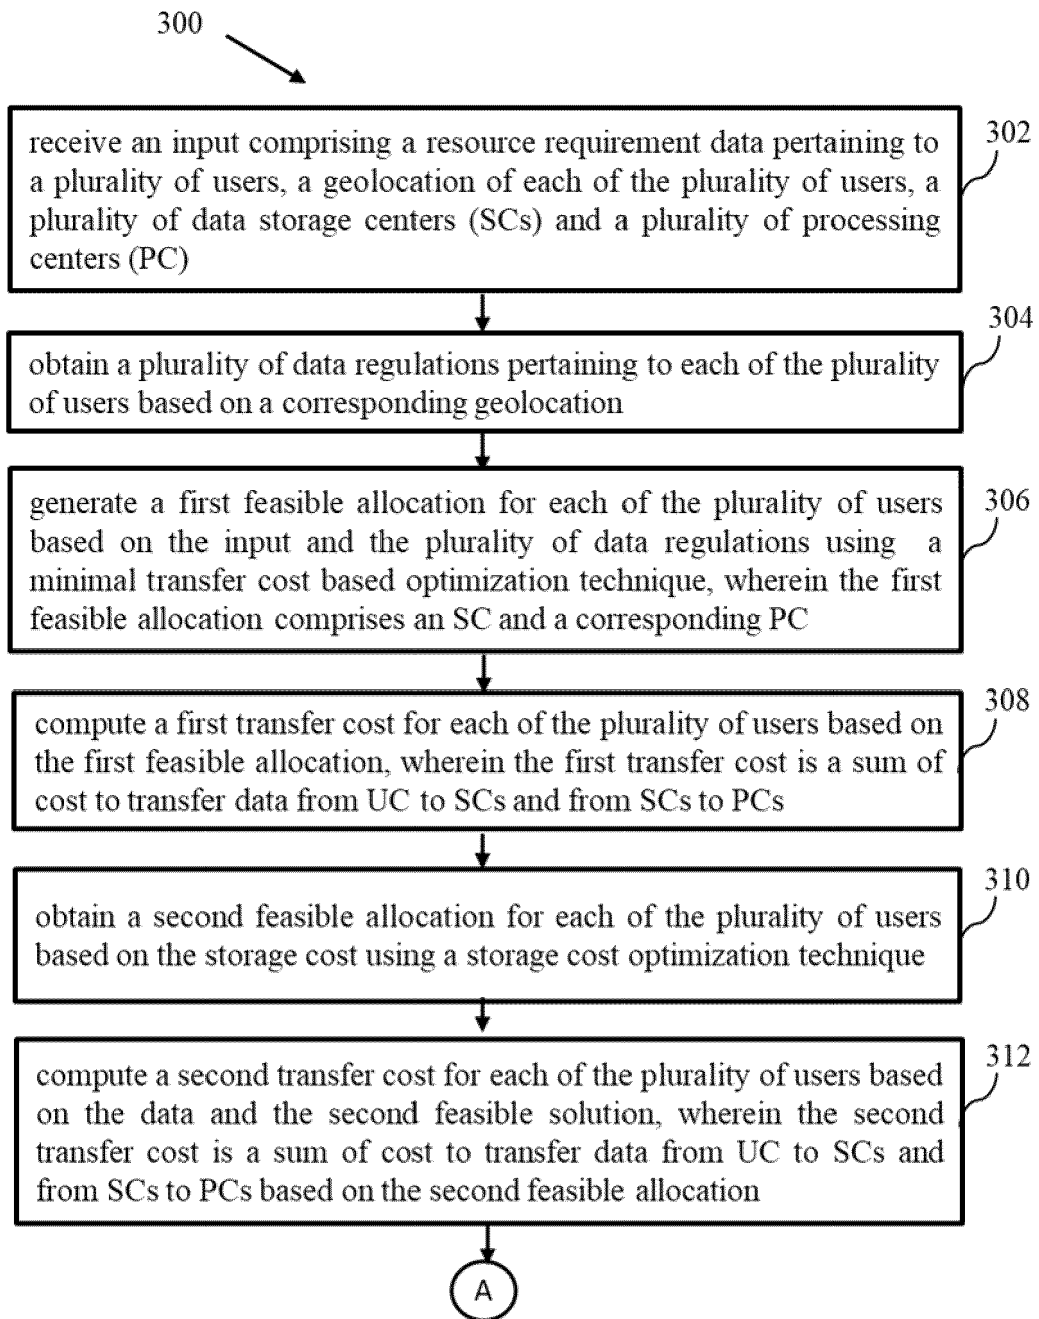 300
302
receive an input comprising a resource requirement data pertaining to
a plurality of users, a geolocation of each of the plurality of users, a
plurality of data storage centers (SCs) and a plurality of processing
centers (PC)
304
obtain a plurality of data regulations pertaining to each of the plurality
of users based on a corresponding geolocation
306
generate a first feasible allocation for each of the plurality of users
based on the input and the plurality of data regulations using a
minimal transfer cost based optimization technique, wherein the first
feasible allocation comprises an SC and a corresponding PC
308
compute a first transfer cost for each of the plurality of users based on
the first feasible allocation, wherein the first transfer cost is a sum of
cost to transfer data from UC to SCs and from SCs to PCs
310
obtain a second feasible allocation for each of the plurality of users
based on the storage cost using a storage cost optimization technique
312
compute a second transfer cost for each of the plurality of users based
on the data and the second feasible solution, wherein the second
transfer cost is a sum of cost to transfer data from UC to SCs and
from SCs to PCs based on the second feasible allocation
A